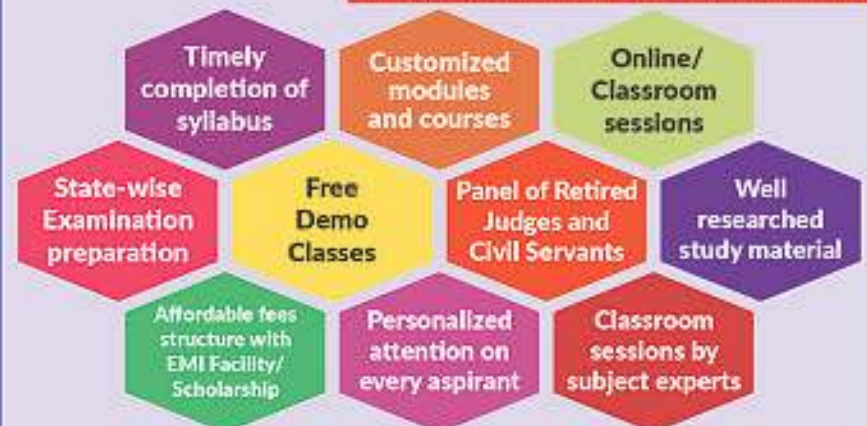 Timely
completion of
syllabus
Customized
modules
and courses
Online/
Classroom
sessions
State-wise
Examination
preparation
Free
Demo
Classes
Panel of Retired
Judges and
Civil Servants
Well
researched
study material
Affordable fees
structure with
EMI Facility/
Scholarship
Personalized
attention on
every aspirant
Classroom
sessions by
subject experts